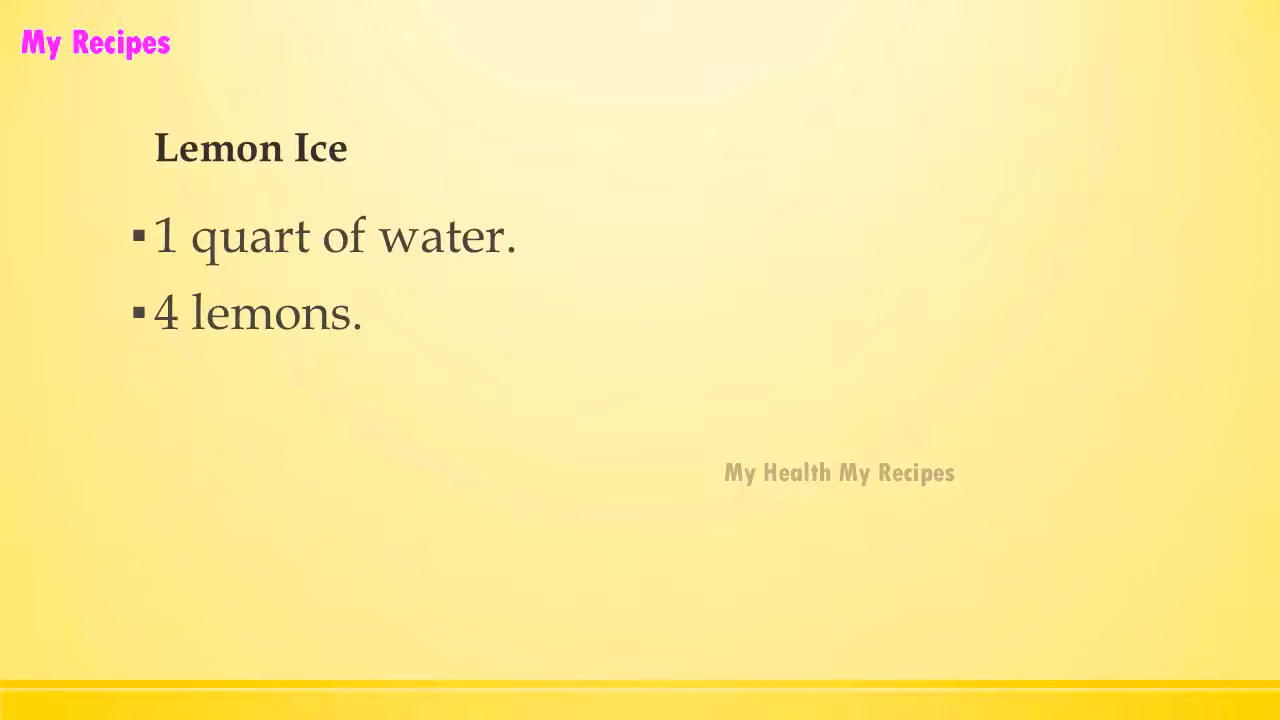 My Recipes
Lemon Ice
▪1 quart of water.
▪4 lemons.
My Health My Recipes